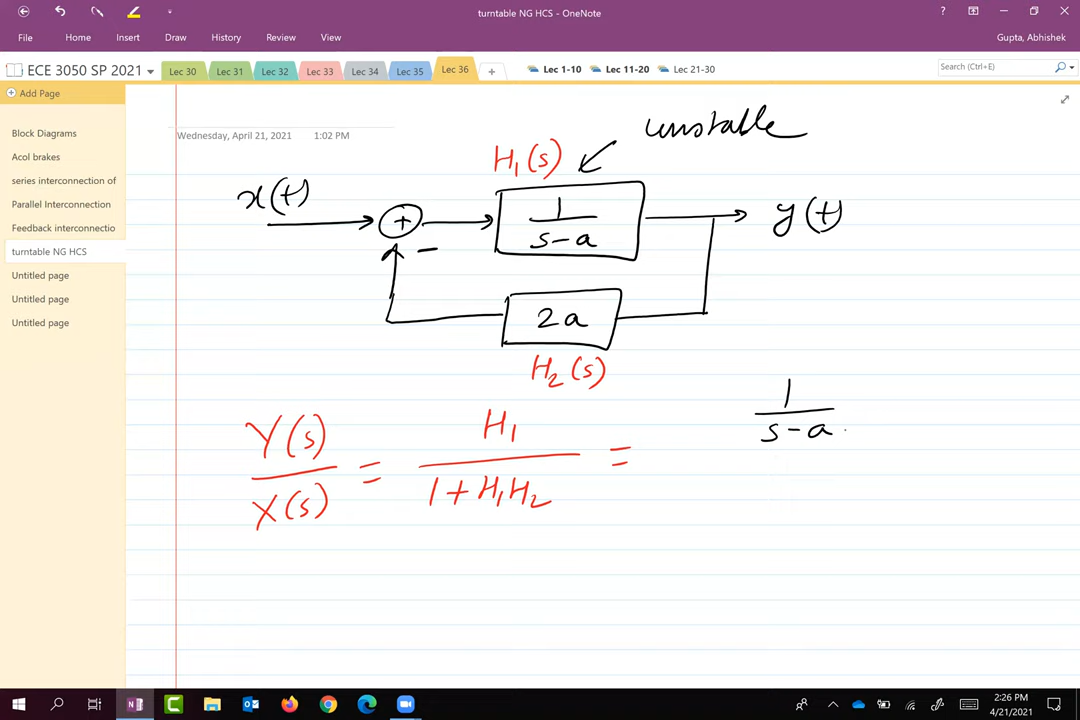 turntable NG HCS - OneNote
Gupta, Abhishek
File Home Insert Draw History Review View
ECE 3050 SP 2021
Lec 30 Lec 31 Lec 32 Lec 33 Lec 34 Lec 35 Lec 36 + Lec 1-10 Lec 11-20 Lec 21-30
Search (Ctrl+E)
Add Page
Block Diagrams
Acol brakes
series interconnection of
Parallel Interconnection
Feedback interconnectio
turntable NG HCS
Untitled page
Untitled page
Untitled page
Wednesday, April 21, 2021 1:02 PM
unstable
H₁(s)
x(t) + − 1/(s-a) y(t)
2a
H₂(s)
Y(s)/X(s) = H₁/(1+H₁H₂) =
1/(s-a)
2:26 PM
4/21/2021